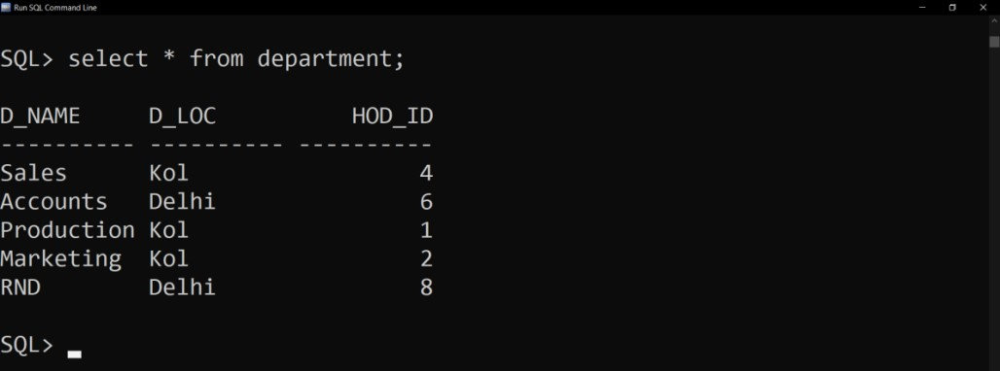 Run SQL Command Line
SQL> select * from department;
D_NAME     D_LOC          HOD_ID
---------- ---------- ----------
Sales      Kol                 4
Accounts   Delhi               6
Production Kol                 1
Marketing  Kol                 2
RND        Delhi               8
SQL>